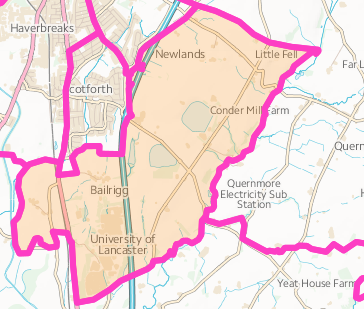 Haverbreaks
Newlands
Little Fell
Far L
cotforth
Conder Mill Farm
Quern
Bailrigg
Quernmore
Electricity Sub
Station
H
University of
Lancaster
Yeat House Farm